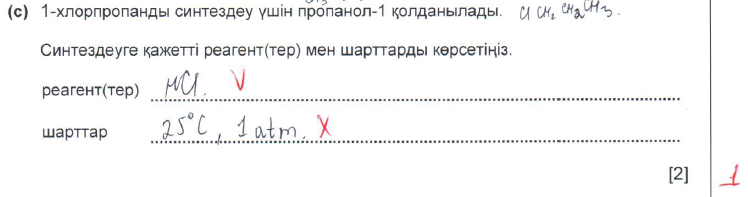 (c) 1-хлорпропанды синтездеу үшін пропанол-1 қолданылады. Cl CH₂ CH₂ CH₃.
Синтездеуге қажетті реагент(тер) мен шарттарды көрсетіңіз.
реагент(тер) HCl. V
шарттар 25°C, 1 atm. X
[2] 1